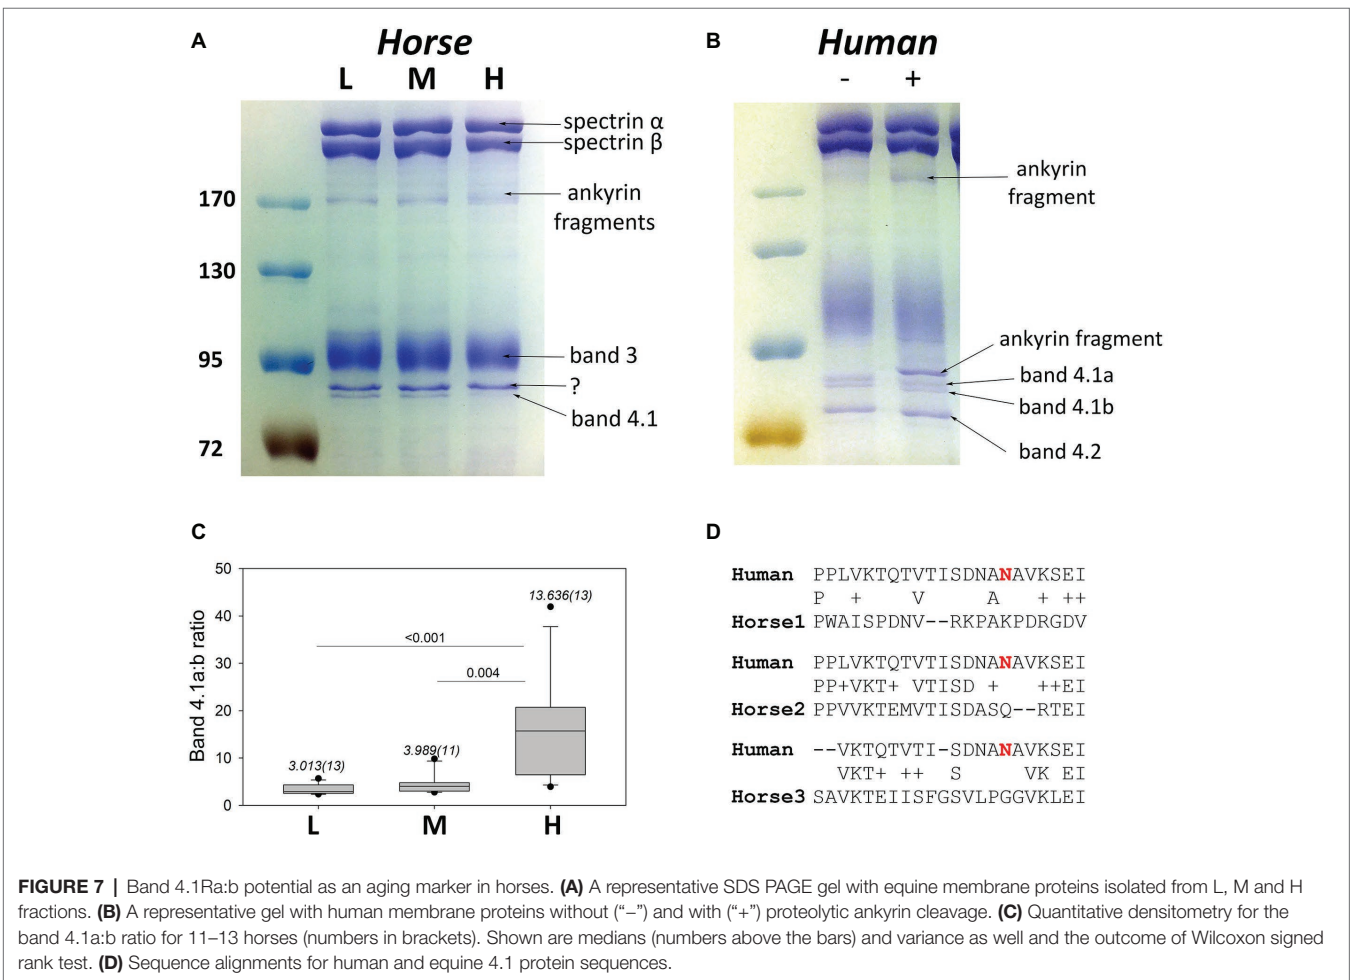 A
Horse
L M H
spectrin α
spectrin β
ankyrin
fragments
170
130
95
72
band 3
?
band 4.1
B
Human
- +
ankyrin
fragment
ankyrin fragment
band 4.1a
band 4.1b
band 4.2
C
Band 4.1a:b ratio
50
40
30
20
10
0
13.636(13)
<0.001
0.004
3.989(11)
3.013(13)
L M H
D
Human PPLVKTQTVTISDNANAVKSEI
P + V A + ++
Horse1 PWAISPDNV--RKPAKPDRGDV
Human PPLVKTQTVTISDNANAVKSEI
PP+VKT+ VTISD + ++EI
Horse2 PPVVKTEMVTISDASQ--RTEI
Human --VKTQTVTI-SDNANAVKSEI
VKT+ ++ S VK EI
Horse3 SAVKTEIISFGSVLPGGVKLEI
FIGURE 7 | Band 4.1Ra:b potential as an aging marker in horses. (A) A representative SDS PAGE gel with equine membrane proteins isolated from L, M and H
fractions. (B) A representative gel with human membrane proteins without (“−”) and with (“+”) proteolytic ankyrin cleavage. (C) Quantitative densitometry for the
band 4.1a:b ratio for 11–13 horses (numbers in brackets). Shown are medians (numbers above the bars) and variance as well and the outcome of Wilcoxon signed
rank test. (D) Sequence alignments for human and equine 4.1 protein sequences.